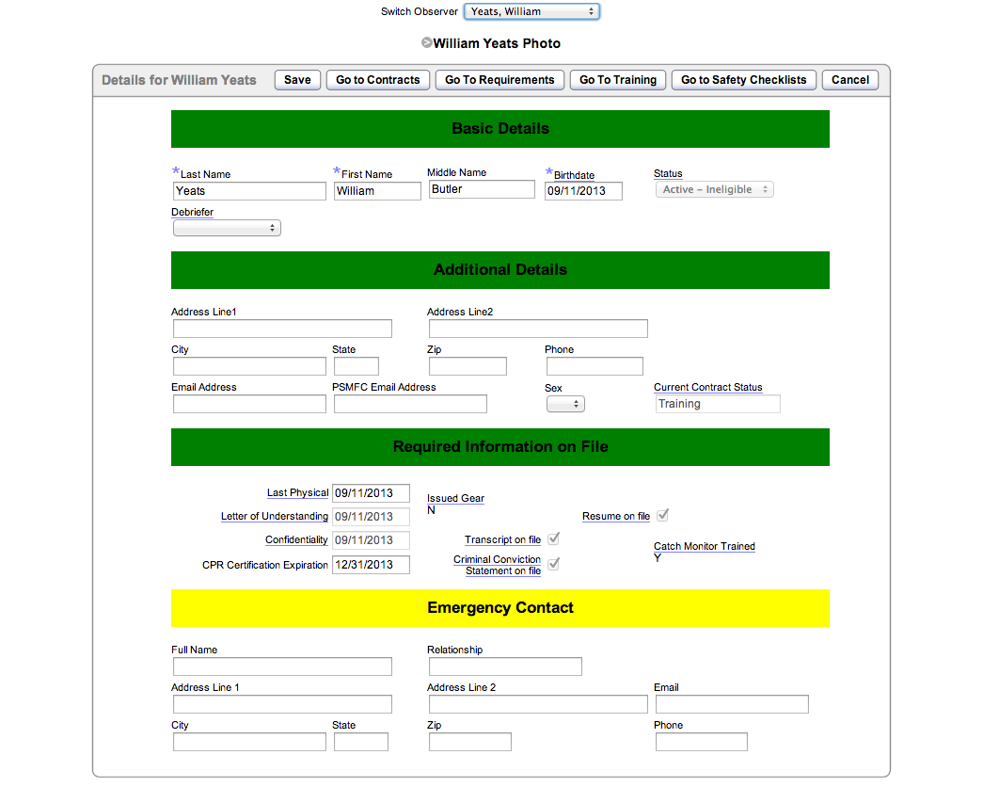 Switch Observer Yeats, William
William Yeats Photo
Details for William Yeats Save Go to Contracts Go To Requirements Go To Training Go to Safety Checklists Cancel
Basic Details
*Last Name *First Name Middle Name *Birthdate Status
Yeats William Butler 09/11/2013 Active – Ineligible
Debriefer
Additional Details
Address Line1 Address Line2
City State Zip Phone
Email Address PSMFC Email Address Sex Current Contract Status
Training
Required Information on File
Last Physical 09/11/2013 Issued Gear
N
Letter of Understanding 09/11/2013 Resume on file
Confidentiality 09/11/2013 Transcript on file Catch Monitor Trained
Y
CPR Certification Expiration 12/31/2013 Criminal Conviction
Statement on file
Emergency Contact
Full Name Relationship
Address Line 1 Address Line 2 Email
City State Zip Phone